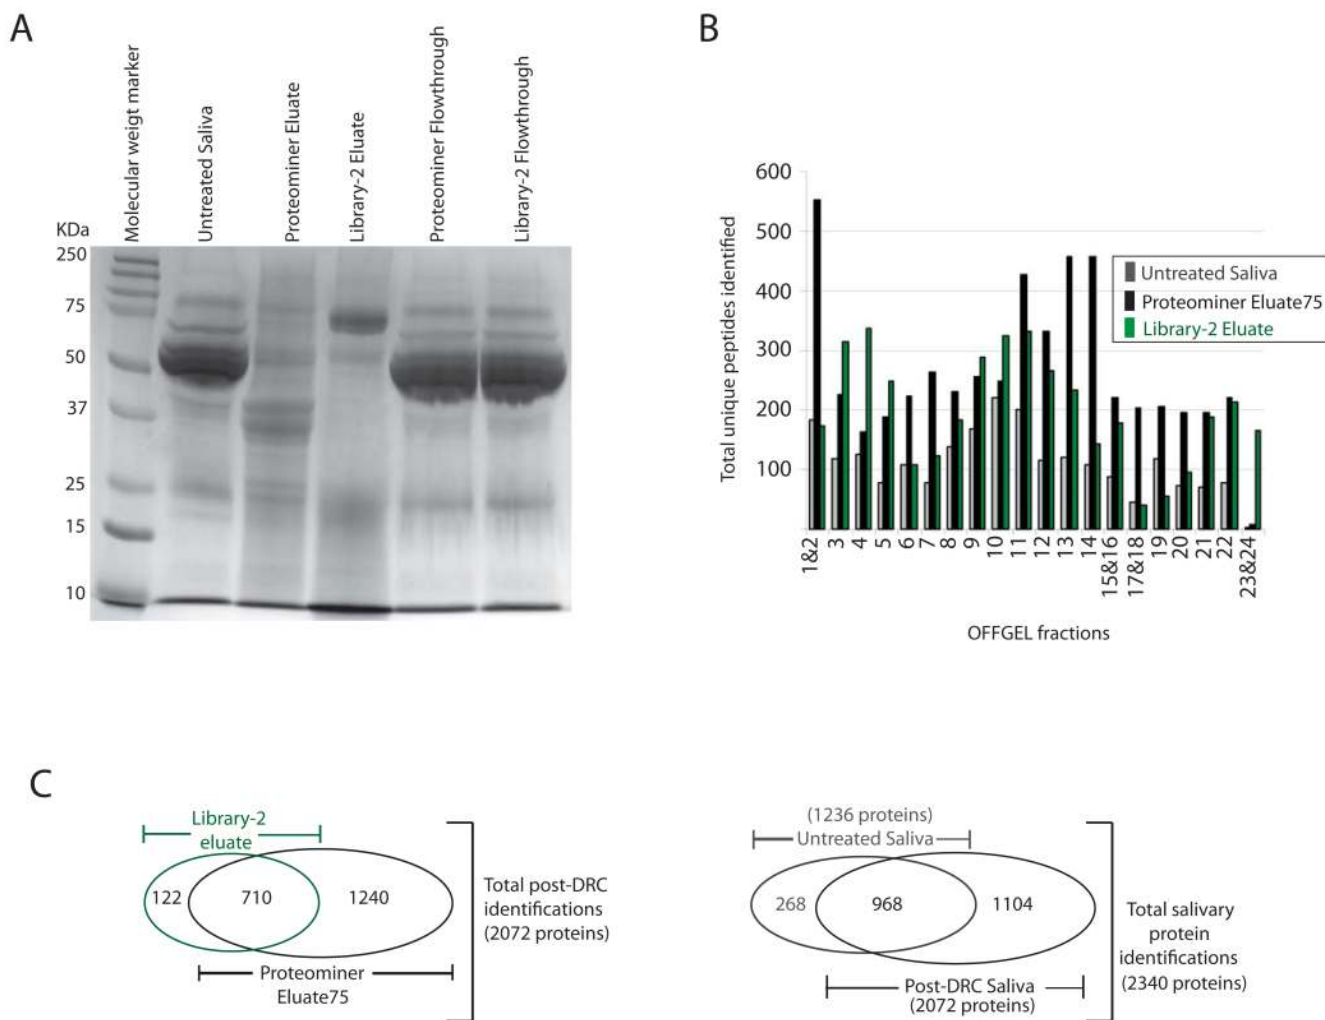 A
Molecular weigt marker
Untreated Saliva
Proteominer Eluate
Library-2 Eluate
Proteominer Flowthrough
Library-2 Flowthrough
KDa
250
75
50
37
25
15
10
B
Total unique peptides identified
600
500
400
300
200
100
Untreated Saliva
Proteominer Eluate75
Library-2 Eluate
1&2
3
4
5
6
7
8
9
10
11
12
13
14
15&16
17&18
19
20
21
22
23&24
OFFGEL fractions
C
Library-2
eluate
122
710
1240
Proteominer
Eluate75
Total post-DRC
identifications
(2072 proteins)
(1236 proteins)
Untreated Saliva
268
968
1104
Post-DRC Saliva
(2072 proteins)
Total salivary
protein
identifications
(2340 proteins)